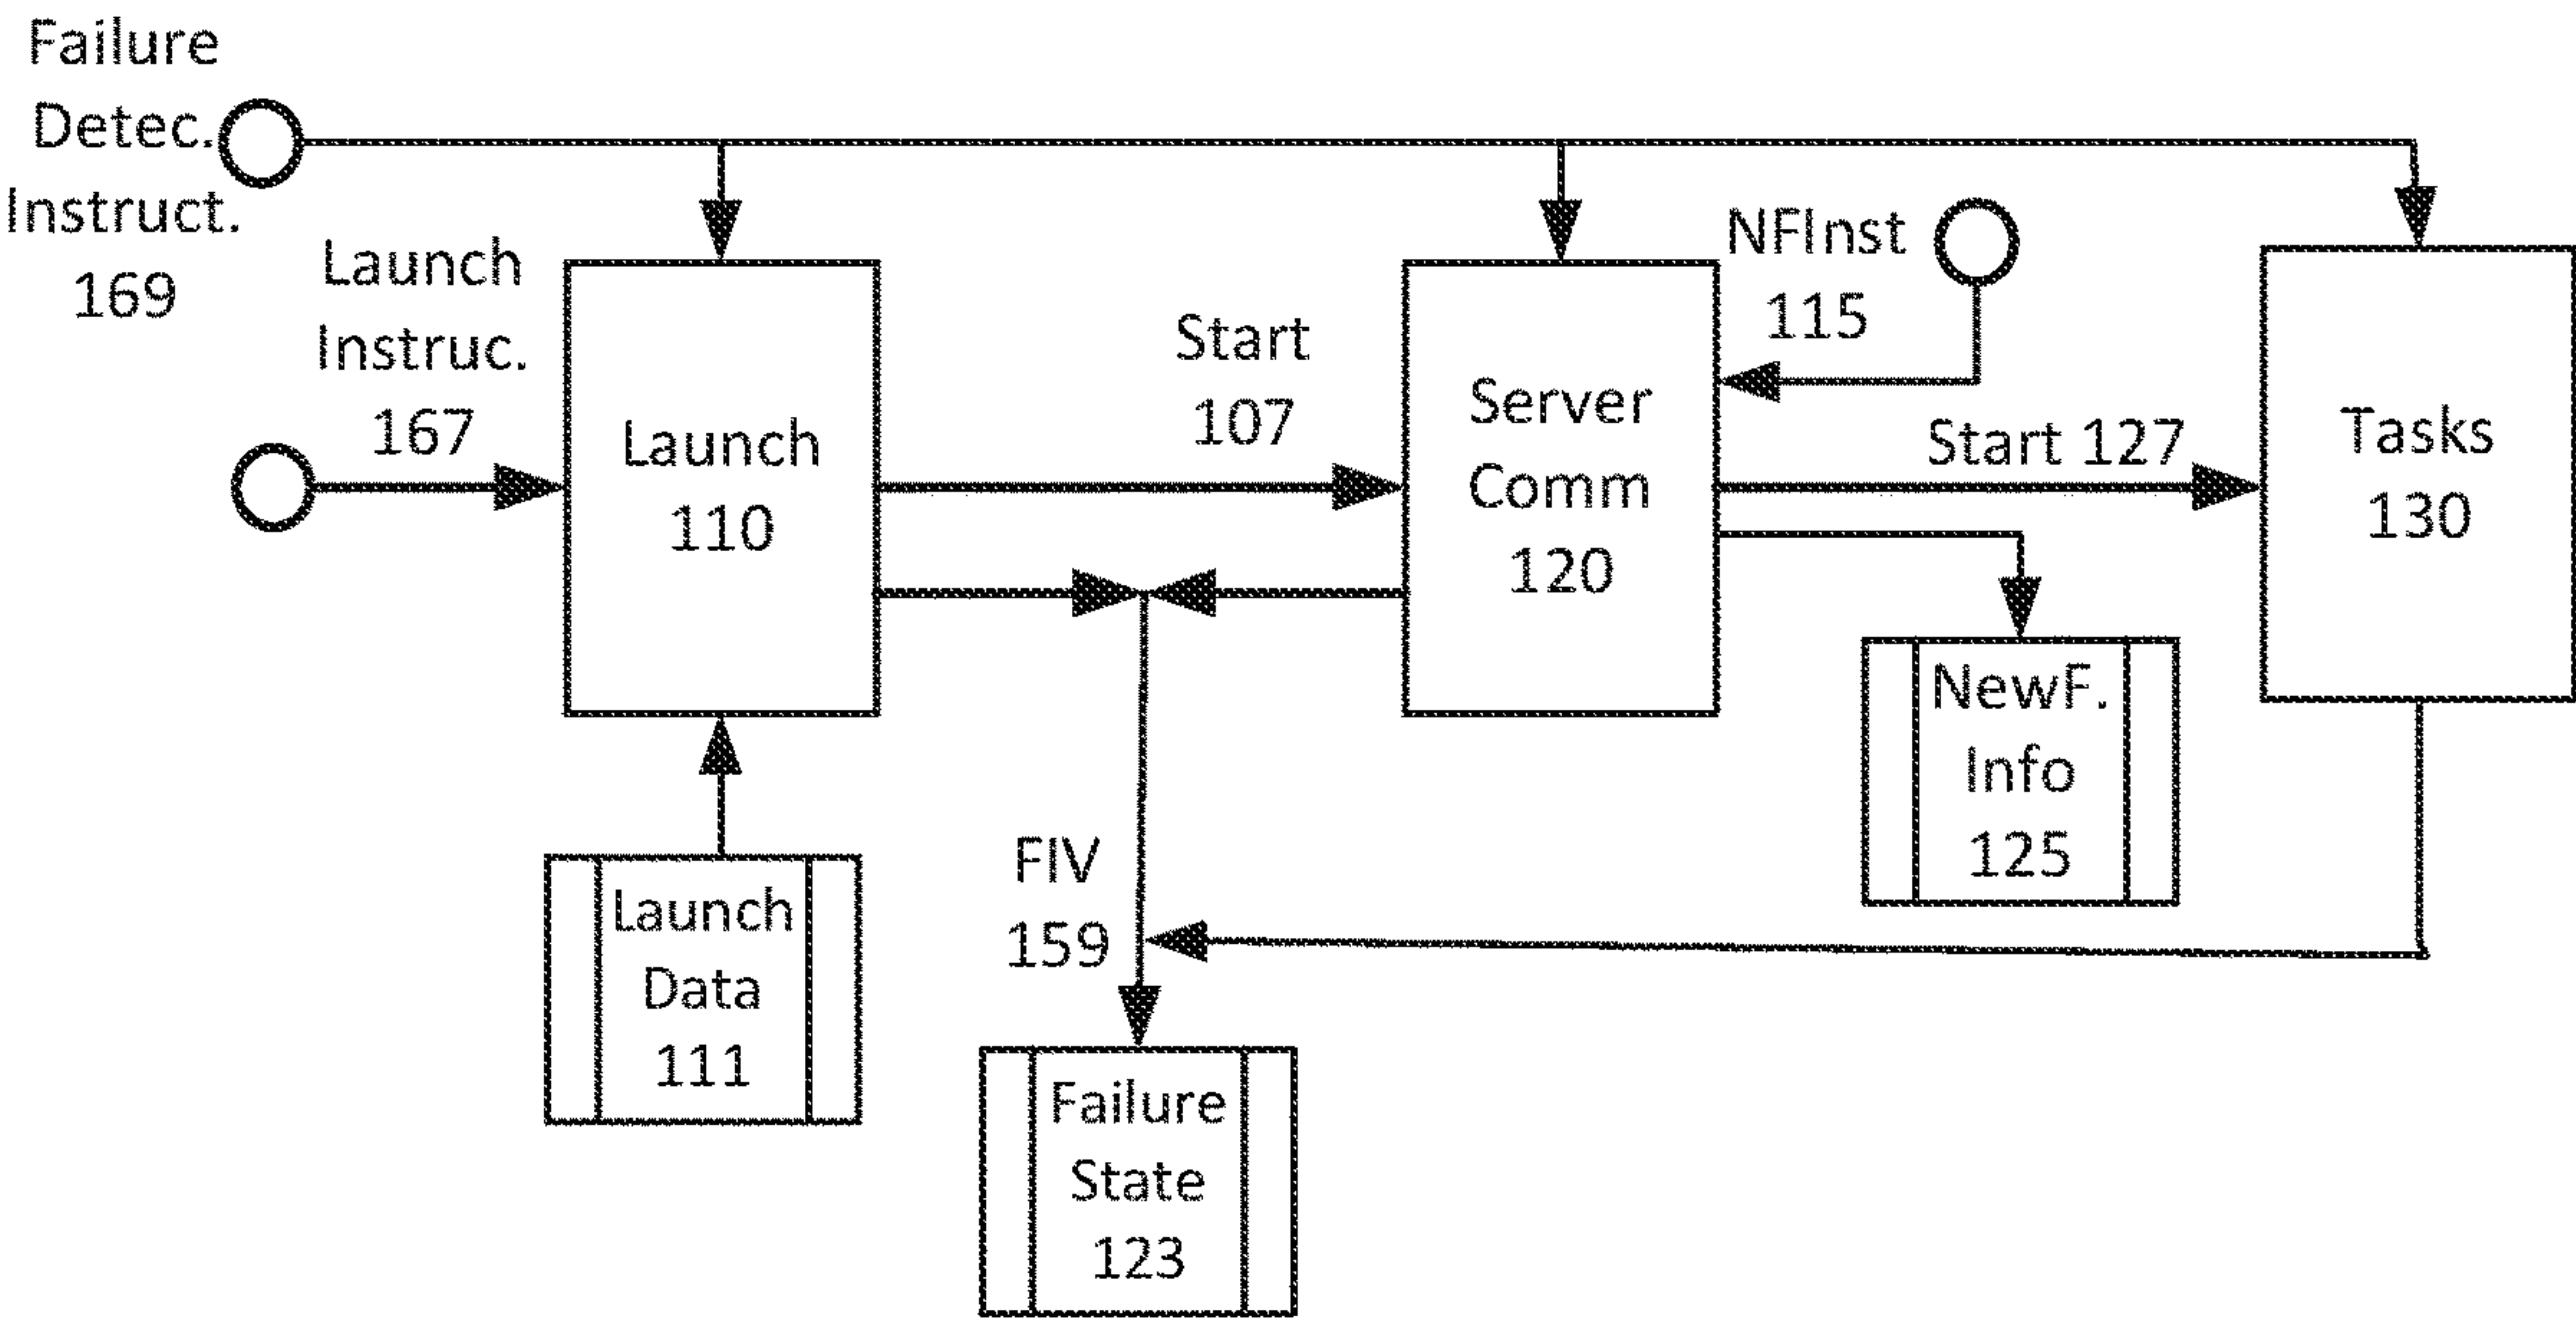 Failure
Detec.
Instruct.
169
Launch
Instruc.
167
Launch
110
Start
107
Server
Comm
120
NFInst
115
Start 127
Tasks
130
NewF.
Info
125
Launch
Data
111
FIV
159
Failure
State
123